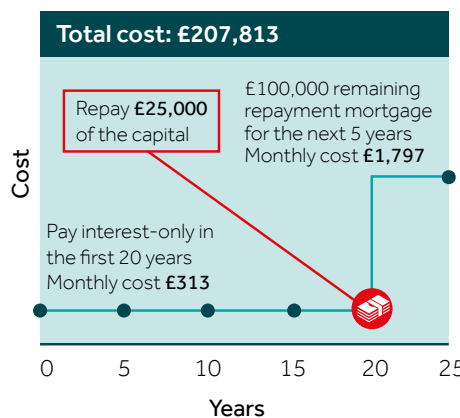 Total cost: £207,813
Repay £25,000
of the capital
£100,000 remaining
repayment mortgage
for the next 5 years
Monthly cost £1,797
Cost
Pay interest-only in
the first 20 years
Monthly cost £313
0 5 10 15 20 25
Years